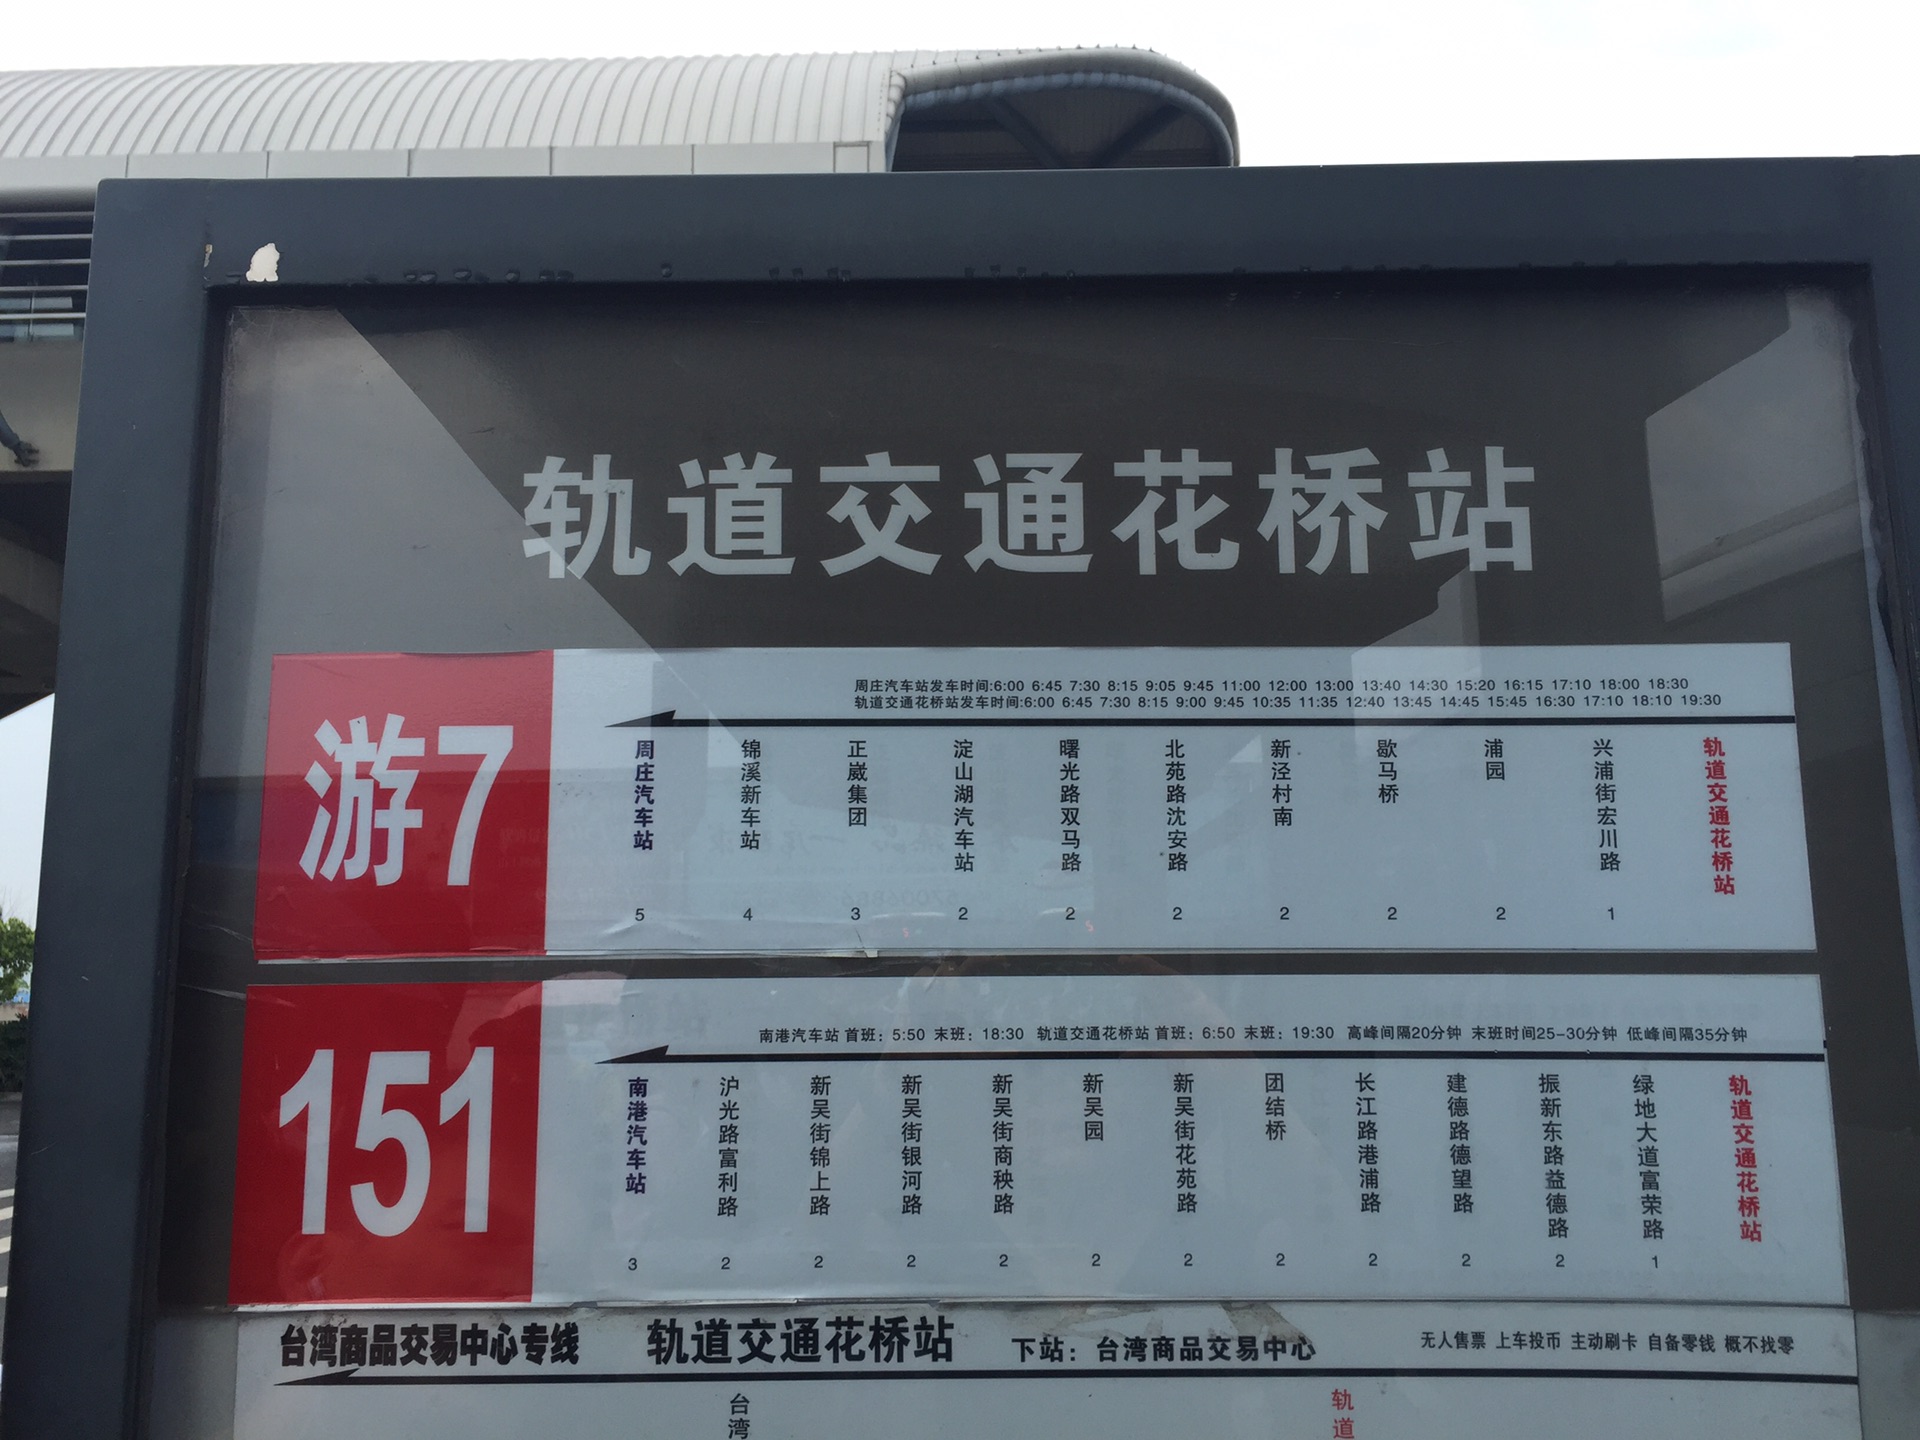 轨道交通花桥站
游7
周庄汽车站发车时间:6:00 6:45 7:30 8:15 9:05 9:45 11:00 12:00 13:00 13:40 14:30 15:20 16:15 17:10 18:00 18:30
轨道交通花桥站发车时间:6:00 6:45 7:30 8:15 9:00 9:45 10:35 11:35 12:40 13:45 14:45 15:45 16:30 17:10 18:10 19:30
周庄汽车站
锦溪新车站
正崴集团
淀山湖汽车站
曙光路双马路
北苑路沈安路
新泾村南
歇马桥
浦园
兴浦街宏川路
轨道交通花桥站
5 4 3 2 2 2 2 2 2 1
151
南港汽车站 首班：5:50 末班：18:30 轨道交通花桥站 首班：6:50 末班：19:30 高峰间隔20分钟 末班时间25-30分钟 低峰间隔35分钟
南港汽车站
沪光路富利路
新吴街锦上路
新吴街银河路
新吴街商秧路
新吴园
新吴街花苑路
团结桥
长江路港浦路
建德路德望路
振新东路益德路
绿地大道富荣路
轨道交通花桥站
3 2 2 2 2 2 2 2 2 2 2 1
台湾商品交易中心专线 轨道交通花桥站 下站：台湾商品交易中心 无人售票 上车投币 主动刷卡 自备零钱 概不找零
台湾
轨道